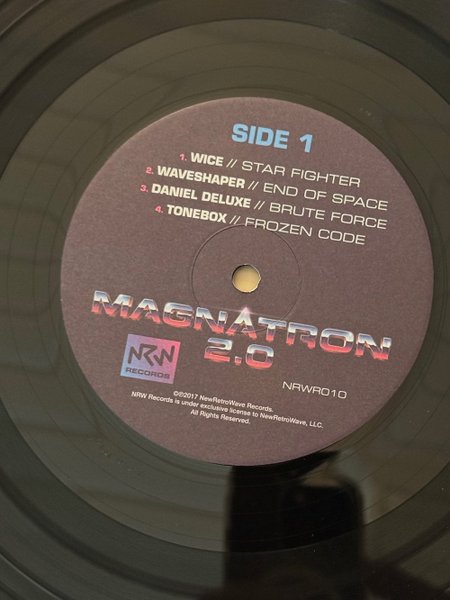 SIDE 1
1. WICE // STAR FIGHTER
2. WAVESHAPER // END OF SPACE
3. DANIEL DELUXE // BRUTE FORCE
4. TONEBOX // FROZEN CODE
MAGNATRON
2.0
NRW
RECORDS
NRWR010
©℗2017 NewRetroWave Records.
NRW Records is under exclusive license to NewRetroWave, LLC.
All Rights Reserved.